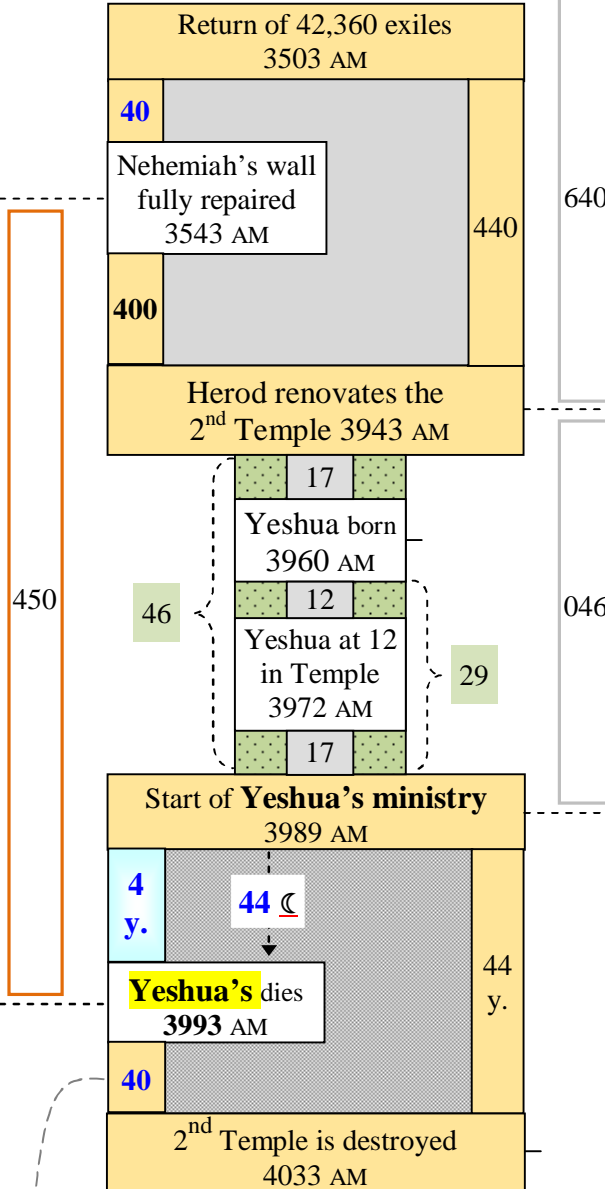 Return of 42,360 exiles
3503 AM
40
Nehemiah's wall
fully repaired
3543 AM
440
640
400
Herod renovates the
2nd Temple 3943 AM
17
Yeshua born
3960 AM
450
46
12
046
Yeshua at 12
in Temple
3972 AM
29
17
Start of Yeshua's ministry
3989 AM
4
y.
44 ☾
44
y.
Yeshua's dies
3993 AM
40
2nd Temple is destroyed
4033 AM